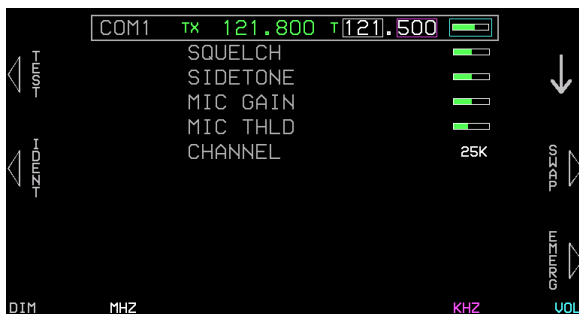 COM1 TX 121.800 T 121.500
SQUELCH
SIDETONE
MIC GAIN
MIC THLD
CHANNEL 25K
TEST
IDENT
SWAP
EMERG
DIM MHZ KHZ VOL